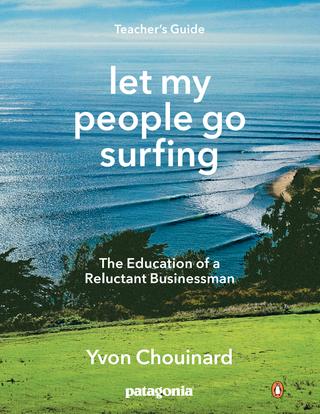 Teacher's Guide
let my
people go
surfing
The Education of a
Reluctant Businessman
Yvon Chouinard
patagonia